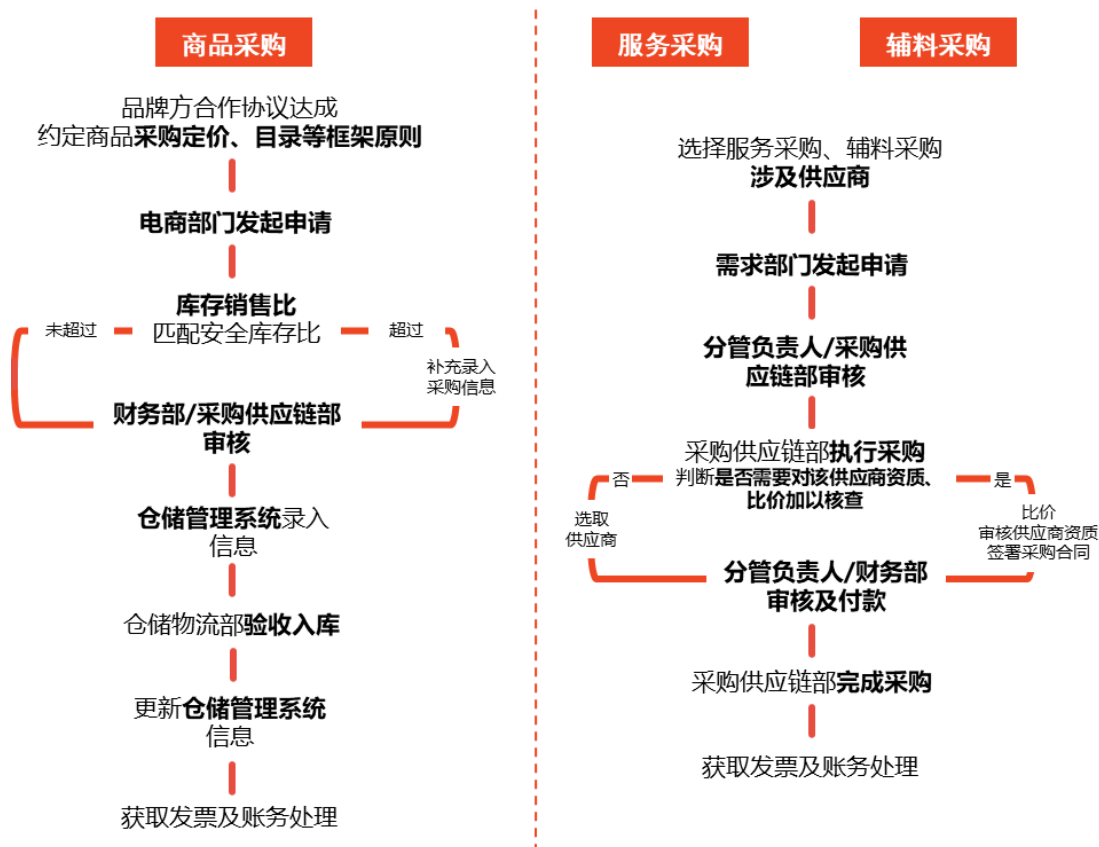 商品采购
品牌方合作协议达成
约定商品采购定价、目录等框架原则
电商部门发起申请
库存销售比
未超过
匹配安全库存比
超过
补充录入
采购信息
财务部/采购供应链部
审核
仓储管理系统录入
信息
仓储物流部验收入库
更新仓储管理系统
信息
获取发票及账务处理
服务采购
辅料采购
选择服务采购、辅料采购
涉及供应商
需求部门发起申请
分管负责人/采购供
应链部审核
采购供应链部执行采购
否
判断是否需要对该供应商资质、
比价加以核查
是
选取
供应商
比价
审核供应商资质
签署采购合同
分管负责人/财务部
审核及付款
采购供应链部完成采购
获取发票及账务处理